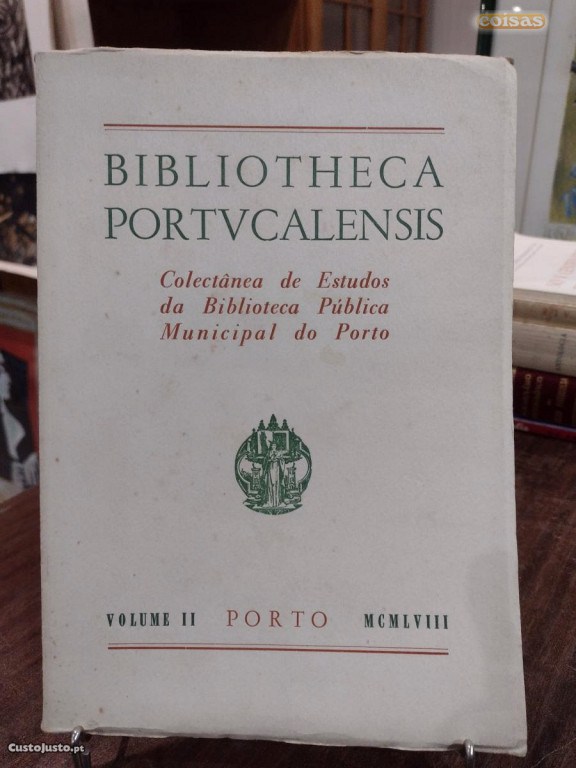 coisas
BIBLIOTHECA
PORTVCALENSIS
Colectânea de Estudos
da Biblioteca Pública
Municipal do Porto
VOLUME II PORTO MCMLVIII
CustoJusto.pt